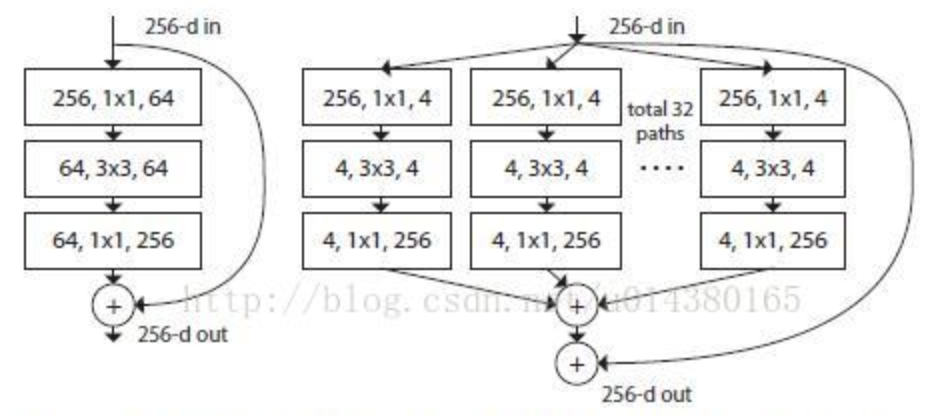 256-d in
256, 1x1, 64
64, 3x3, 64
64, 1x1, 256
+
256-d out
256-d in
256, 1x1, 4
256, 1x1, 4
total 32
paths
256, 1x1, 4
4, 3x3, 4
4, 3x3, 4
....
4, 3x3, 4
4, 1x1, 256
4, 1x1, 256
4, 1x1, 256
+
+
256-d out
http://blog.csdn.net/u014380165